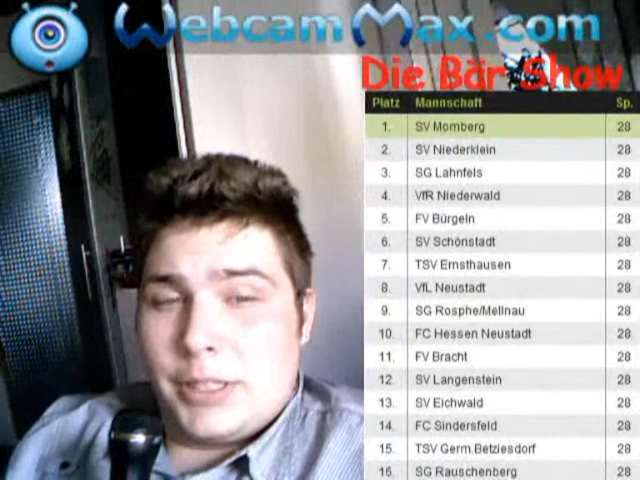 WebcamMax.com
Die Bär Show
Platz Mannschaft Sp.
1. SV Momberg 28
2. SV Niederklein 28
3. SG Lahnfels 28
4. VfR Niederwald 28
5. FV Bürgeln 28
6. SV Schönstadt 28
7. TSV Ernsthausen 28
8. VfL Neustadt 28
9. SG Rosphe/Mellnau 28
10. FC Hessen Neustadt 28
11. FV Bracht 28
12. SV Langenstein 28
13. SV Eichwald 28
14. FC Sindersfeld 28
15. TSV Germ.Betziesdorf 28
16. SG Rauschenberg 28